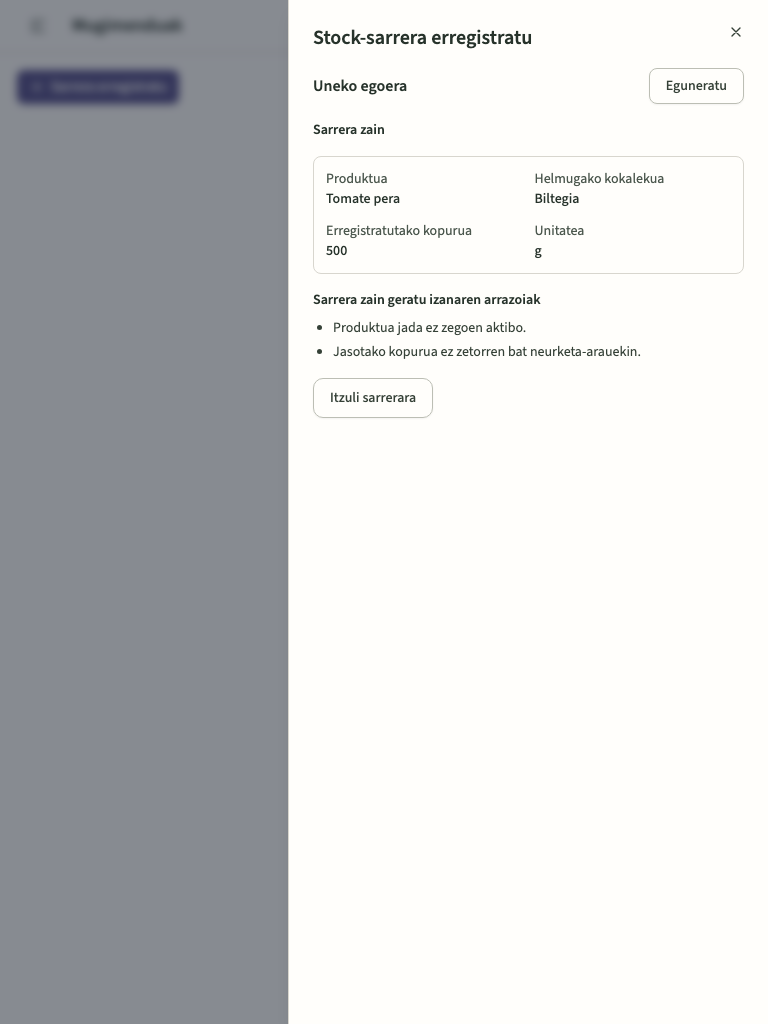 Stock-sarrera erregistratu
Uneko egoera
Eguneratu
Sarrera zain
Produktua
Tomate pera
Helmugako kokalekua
Biltegia
Erregistratutako kopurua
500
Unitatea
g
Sarrera zain geratu izanaren arrazoiak
Produktua jada ez zegoen aktibo.
Jasotako kopurua ez zetorren bat neurketa-arauekin.
Itzuli sarrerara